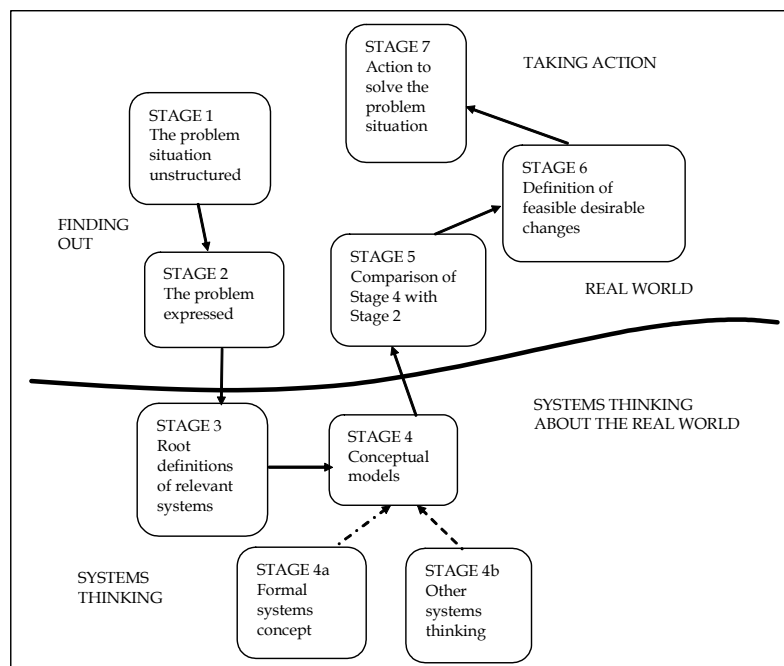 STAGE 1
The problem
situation
unstructured
FINDING
OUT
STAGE 2
The problem
expressed
STAGE 3
Root
definitions
of relevant
systems
STAGE 4
Conceptual
models
STAGE 4a
Formal
systems
concept
STAGE 4b
Other
systems
thinking
SYSTEMS
THINKING
STAGE 5
Comparison of
Stage 4 with
Stage 2
STAGE 6
Definition of
feasible desirable
changes
STAGE 7
Action to
solve the
problem
situation
TAKING ACTION
REAL WORLD
SYSTEMS THINKING
ABOUT THE REAL WORLD